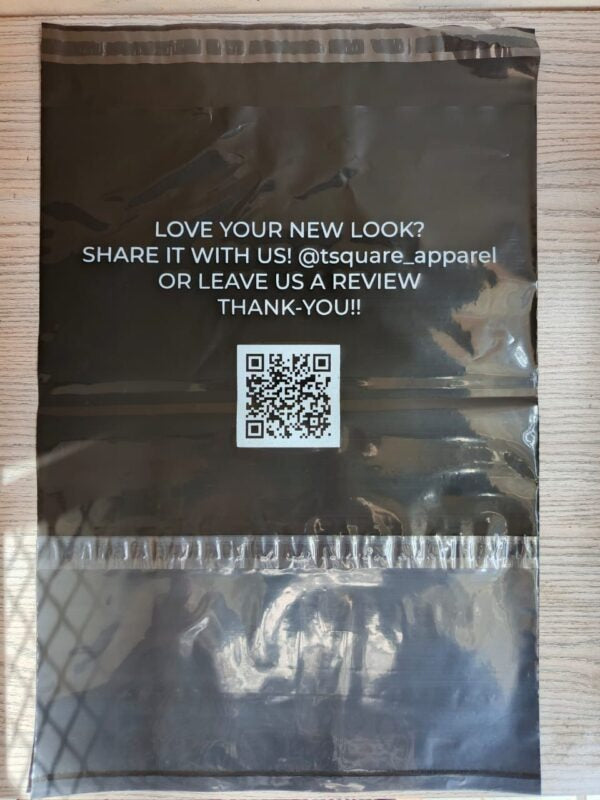 LOVE YOUR NEW LOOK?
SHARE IT WITH US! @tsquare_apparel
OR LEAVE US A REVIEW
THANK-YOU!!